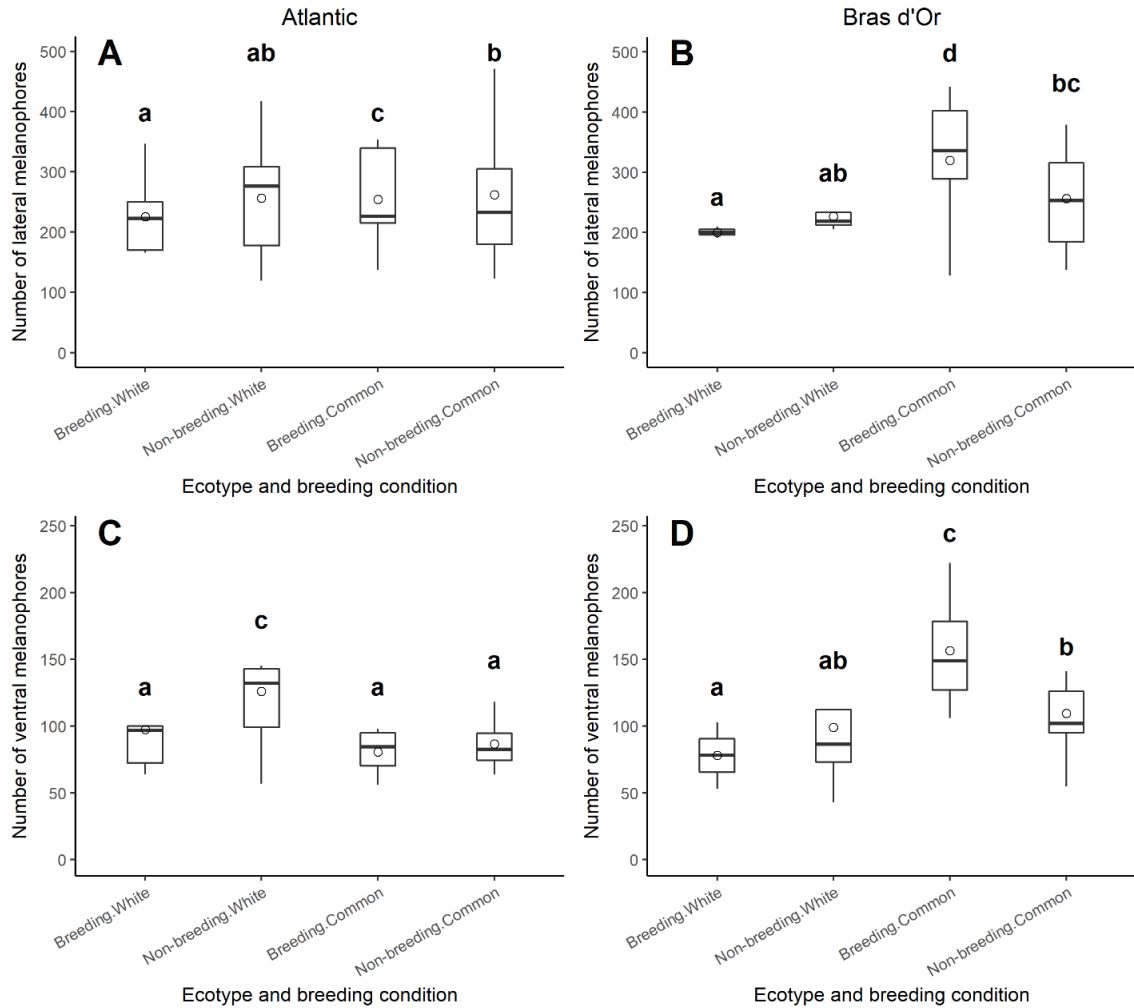 Atlantic
Bras d'Or
A
a
ab
c
b
500
400
300
200
100
0
Number of lateral melanophores
Breeding.White
Non-breeding.White
Breeding.Common
Non-breeding.Common
Ecotype and breeding condition
B
a
ab
d
bc
500
400
300
200
100
0
Number of lateral melanophores
Breeding.White
Non-breeding.White
Breeding.Common
Non-breeding.Common
Ecotype and breeding condition
C
a
c
a
a
250
200
150
100
50
0
Number of ventral melanophores
Breeding.White
Non-breeding.White
Breeding.Common
Non-breeding.Common
Ecotype and breeding condition
D
a
ab
c
b
250
200
150
100
50
0
Number of ventral melanophores
Breeding.White
Non-breeding.White
Breeding.Common
Non-breeding.Common
Ecotype and breeding condition